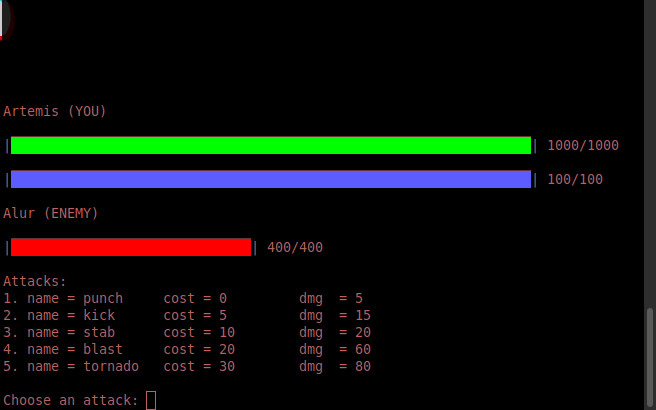 Artemis (YOU)
| | 1000/1000
| | 100/100
Alur (ENEMY)
| | 400/400
Attacks:
1. name = punch cost = 0 dmg = 5
2. name = kick cost = 5 dmg = 15
3. name = stab cost = 10 dmg = 20
4. name = blast cost = 20 dmg = 60
5. name = tornado cost = 30 dmg = 80
Choose an attack: